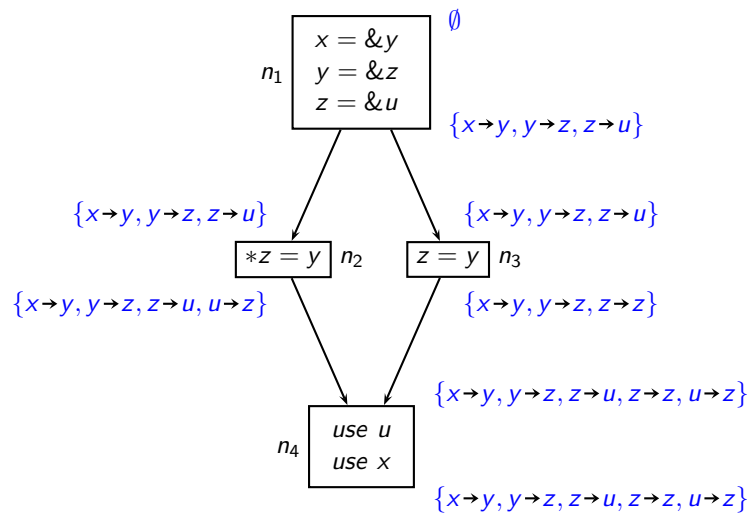 ∅
x = &y
n₁ y = &z
z = &u
{x→y, y→z, z→u}
{x→y, y→z, z→u} {x→y, y→z, z→u}
*z = y n₂ z = y n₃
{x→y, y→z, z→u, u→z} {x→y, y→z, z→z}
{x→y, y→z, z→u, z→z, u→z}
use u
n₄
use x
{x→y, y→z, z→u, z→z, u→z}